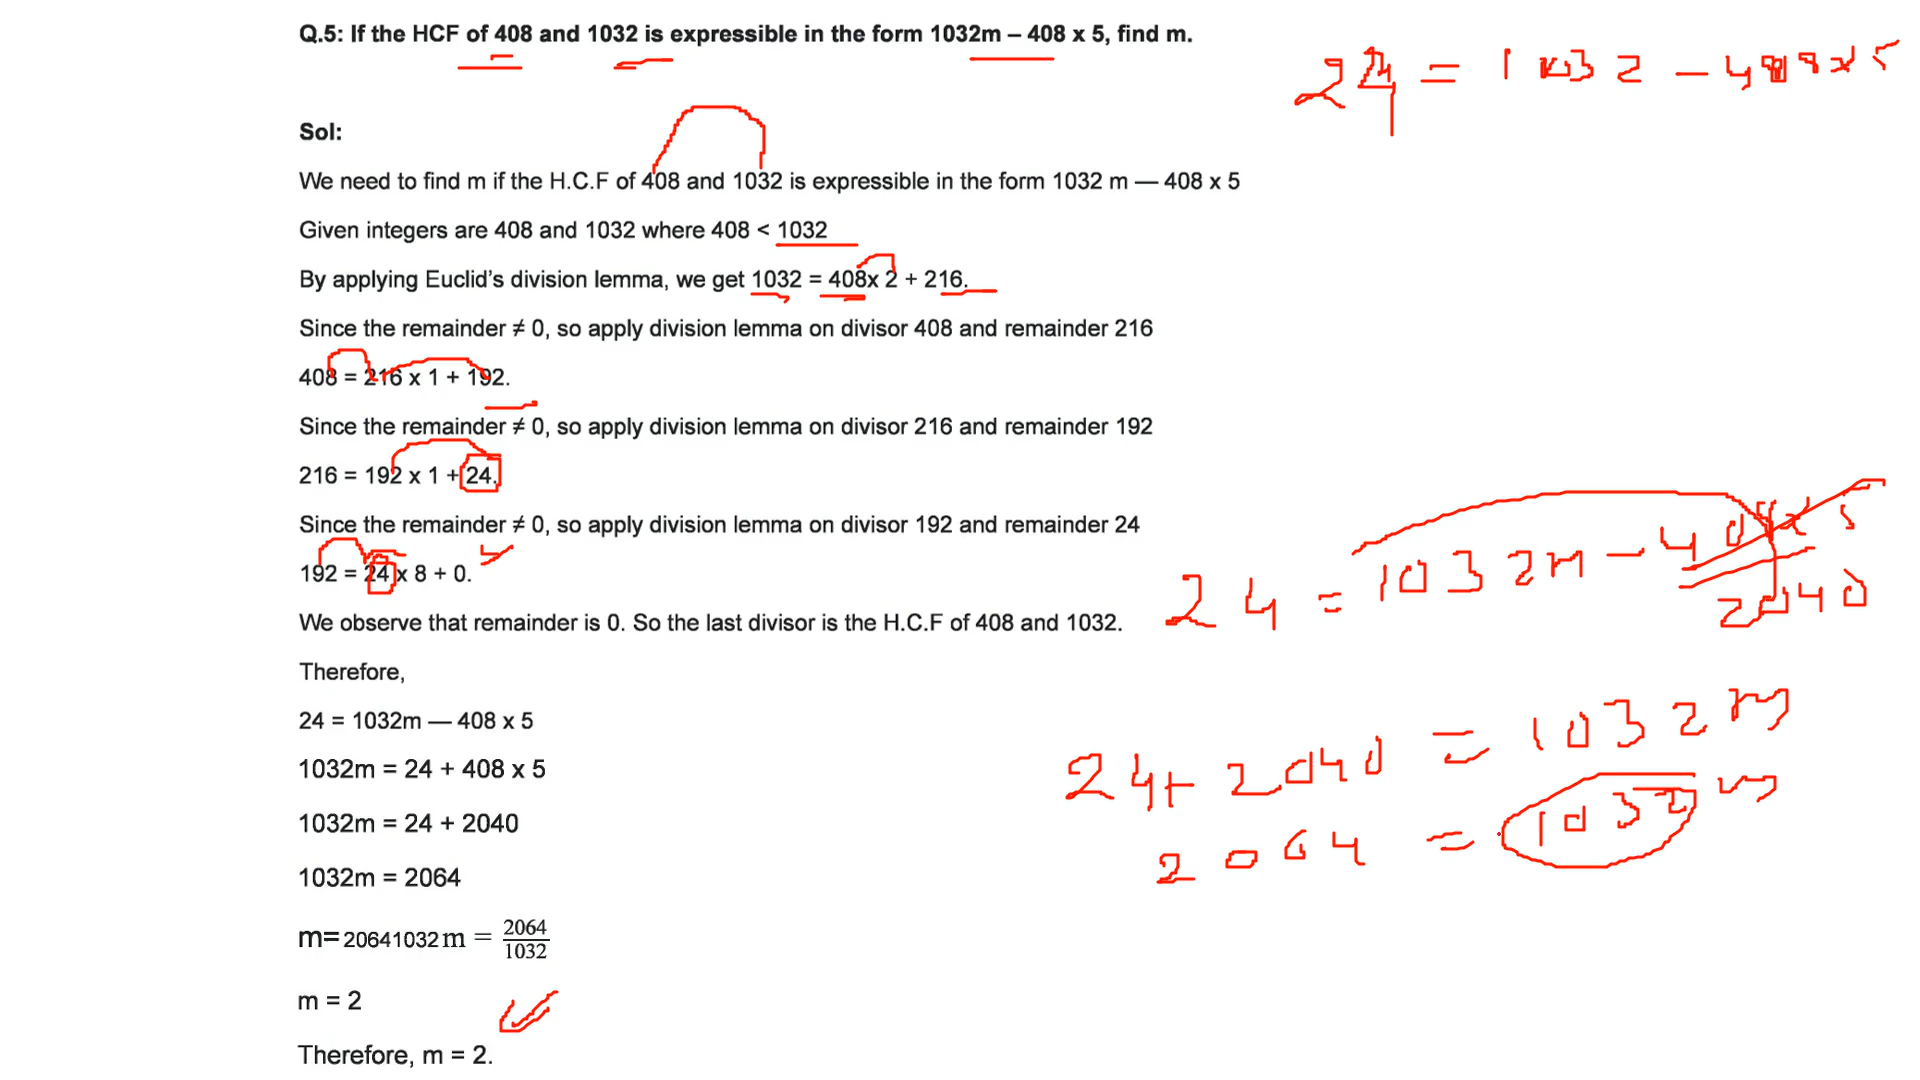 Q.5: If the HCF of 408 and 1032 is expressible in the form 1032m – 408 x 5, find m.
24 = 1032 – 408 x 5
Sol:
We need to find m if the H.C.F of 408 and 1032 is expressible in the form 1032 m — 408 x 5
Given integers are 408 and 1032 where 408 < 1032
By applying Euclid’s division lemma, we get 1032 = 408x 2 + 216.
Since the remainder ≠ 0, so apply division lemma on divisor 408 and remainder 216
408 = 216 x 1 + 192.
Since the remainder ≠ 0, so apply division lemma on divisor 216 and remainder 192
216 = 192 x 1 + 24.
Since the remainder ≠ 0, so apply division lemma on divisor 192 and remainder 24
192 = 24 x 8 + 0.
We observe that remainder is 0. So the last divisor is the H.C.F of 408 and 1032.
Therefore,
24 = 1032m — 408 x 5
1032m = 24 + 408 x 5
1032m = 24 + 2040
1032m = 2064
m= 20641032 m = 2064/1032
m = 2
Therefore, m = 2.
24 = 1032m – 408 x 5
2040
24 + 2040 = 1032m
2064 = 1032 m